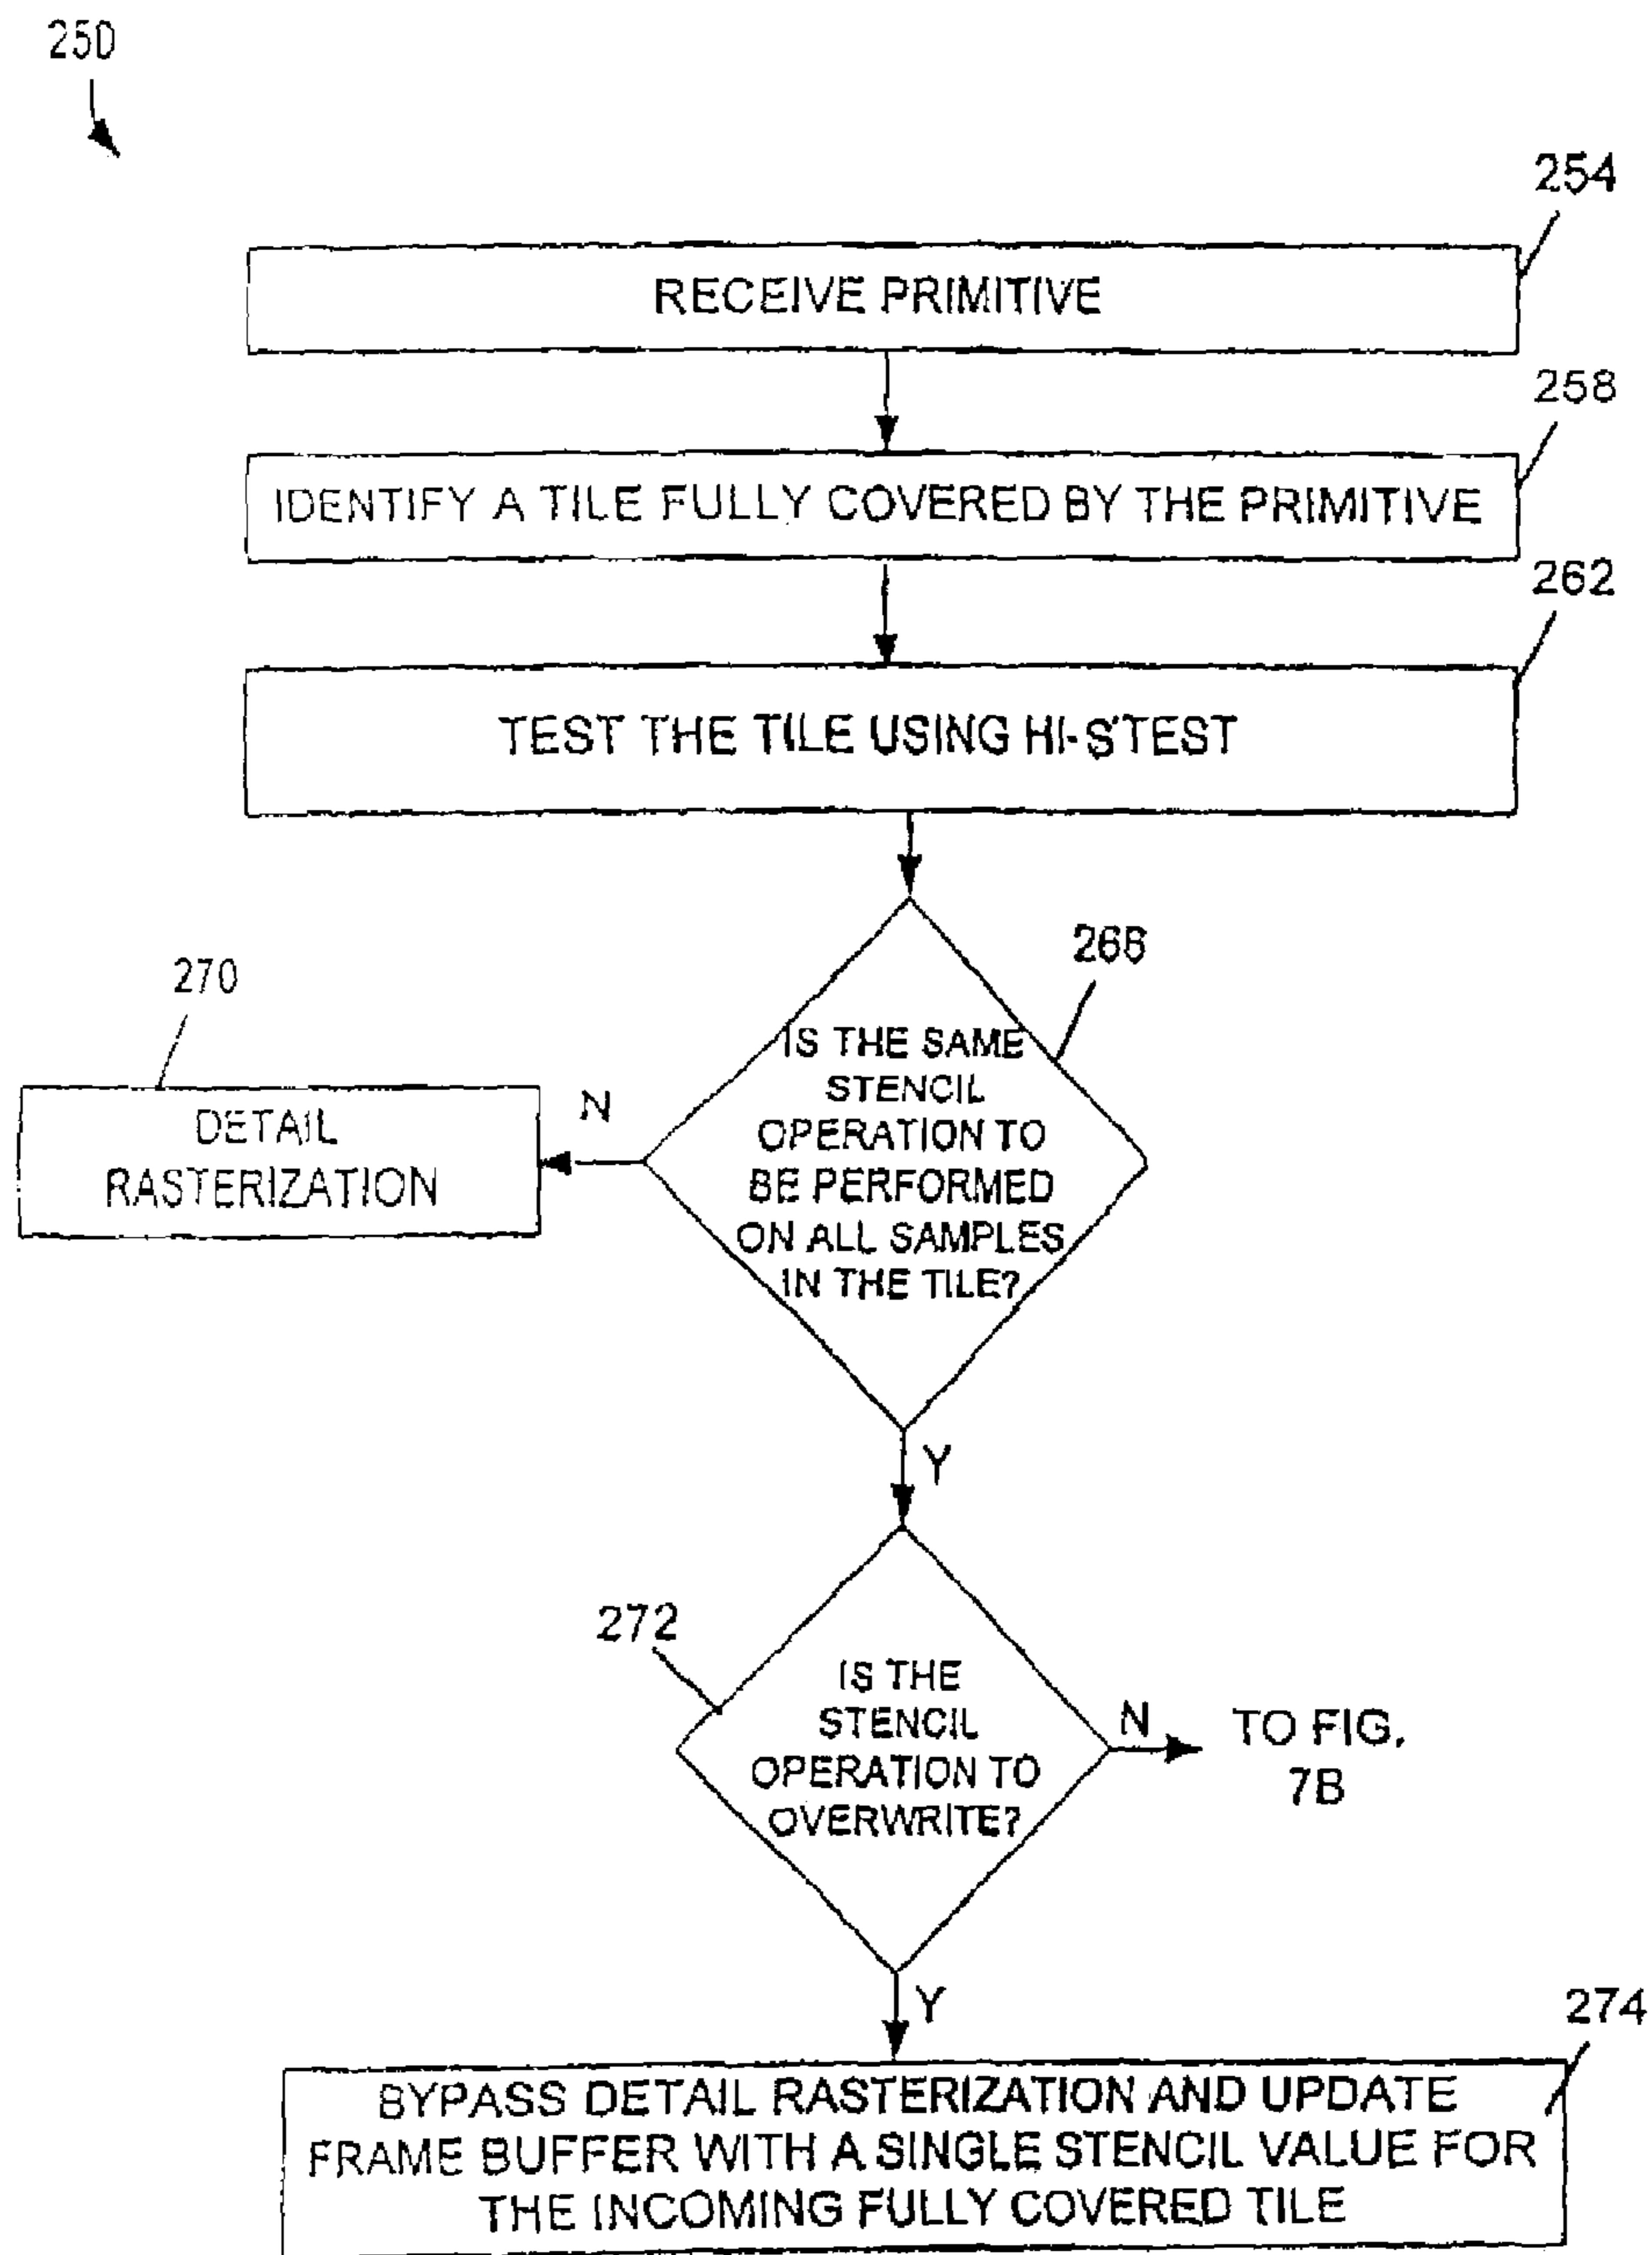 250
254
RECEIVE PRIMITIVE
258
IDENTIFY A TILE FULLY COVERED BY THE PRIMITIVE
262
TEST THE TILE USING HI-STEST
266
270
IS THE SAME
STENCIL
OPERATION TO
BE PERFORMED
ON ALL SAMPLES
IN THE TILE?
N
DETAIL
RASTERIZATION
Y
272
IS THE
STENCIL
OPERATION TO
OVERWRITE?
N
TO FIG.
7B
Y
274
BYPASS DETAIL RASTERIZATION AND UPDATE
FRAME BUFFER WITH A SINGLE STENCIL VALUE FOR
THE INCOMING FULLY COVERED TILE